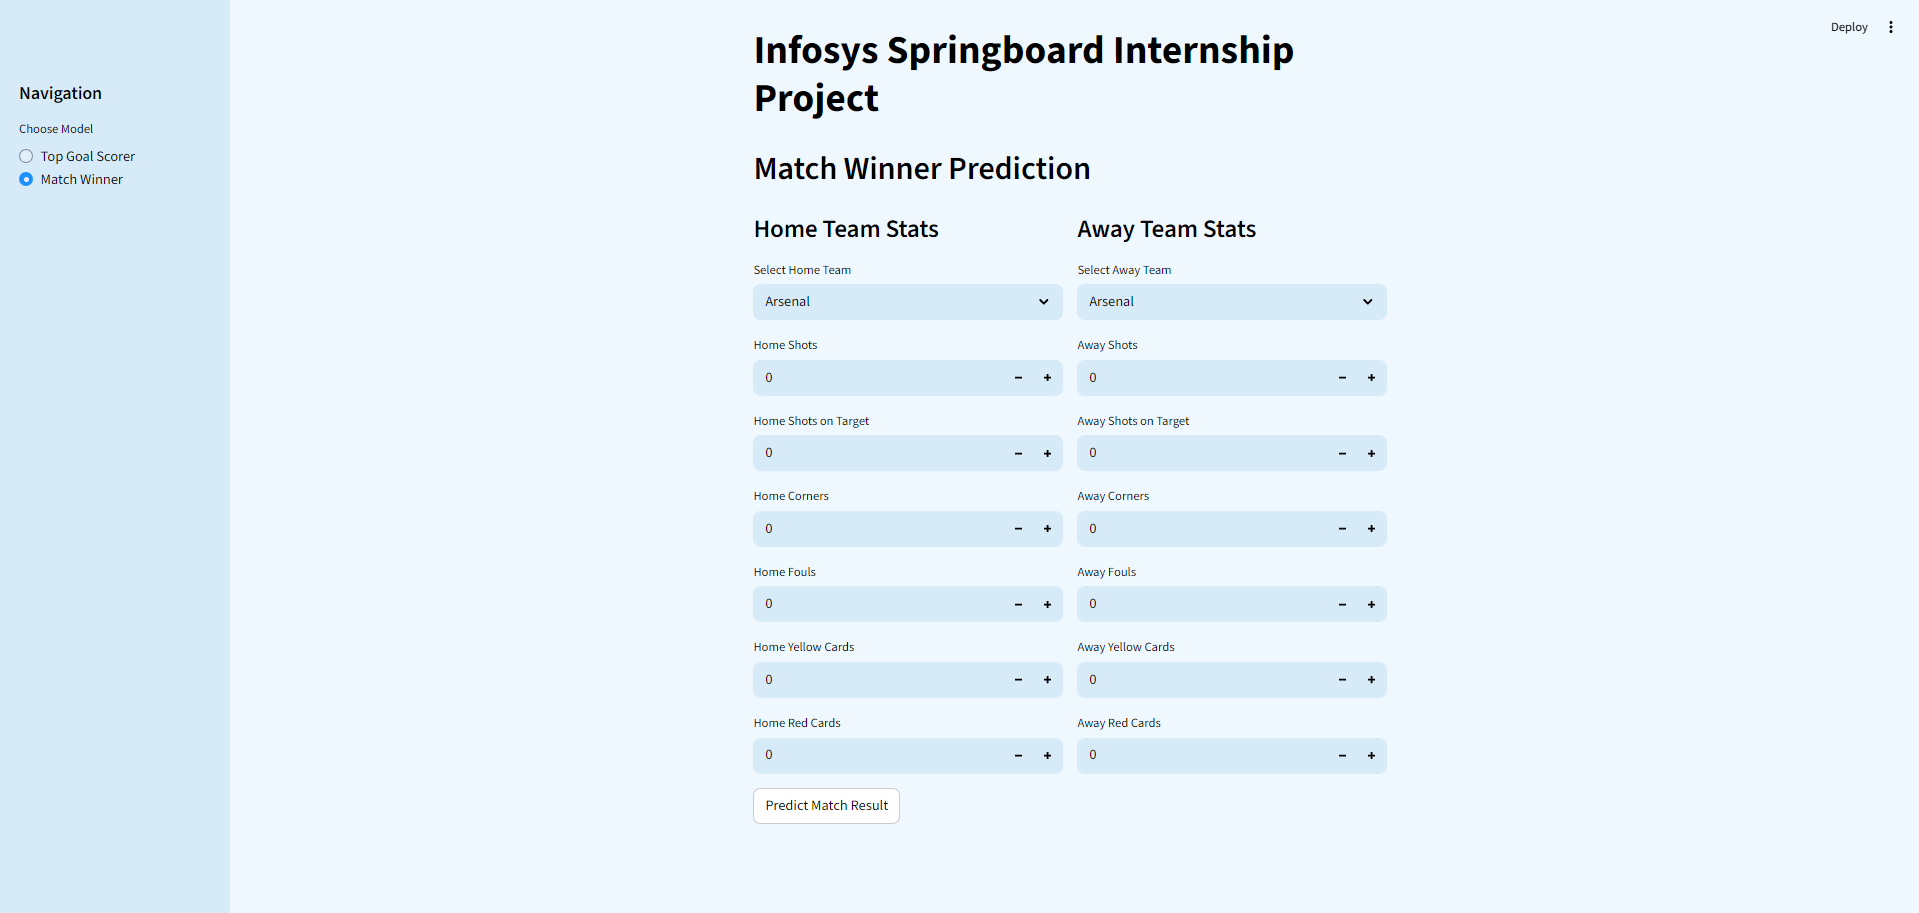 Deploy
Navigation
Choose Model
Top Goal Scorer
Match Winner
Infosys Springboard Internship
Project
Match Winner Prediction
Home Team Stats
Select Home Team
Arsenal
Home Shots
0
Home Shots on Target
0
Home Corners
0
Home Fouls
0
Home Yellow Cards
0
Home Red Cards
0
Away Team Stats
Select Away Team
Arsenal
Away Shots
0
Away Shots on Target
0
Away Corners
0
Away Fouls
0
Away Yellow Cards
0
Away Red Cards
0
Predict Match Result